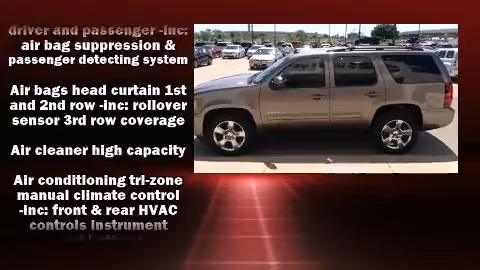 driver and passenger -inc:
air bag suppression &
passenger detecting system
Air bags head curtain 1st
and 2nd row -inc: rollover
sensor 3rd row coverage
Air cleaner high capacity
Air conditioning tri-zone
manual climate control
-inc: front & rear HVAC
controls instrument